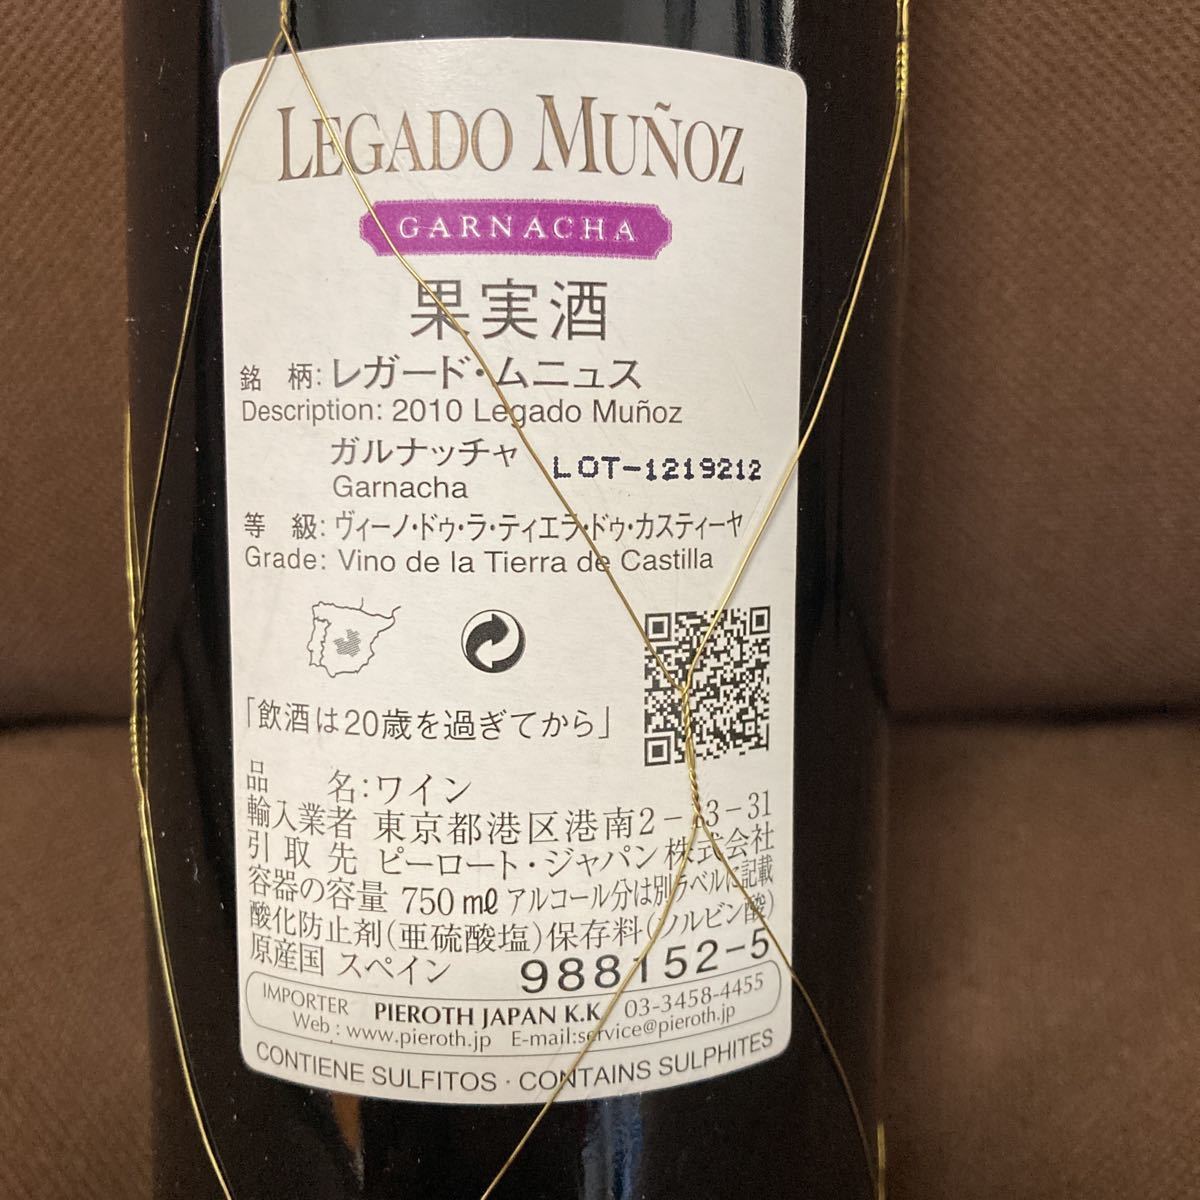 LEGADO MUÑOZ
GARNACHA
果実酒
銘 柄: レガード・ムニュス
Description: 2010 Legado Muñoz
ガルナッチャ LOT-1219212
Garnacha
等 級: ヴィーノ・ドゥ・ラ・ティエラ・ドゥ・カスティーヤ
Grade: Vino de la Tierra de Castilla
「飲酒は20歳を過ぎてから」
品 名:ワイン
輸入業者 東京都港区港南2-13-31
引取先 ピーロート・ジャパン株式会社
容器の容量 750㎖ アルコール分は別ラベルに記載
酸化防止剤(亜硫酸塩)保存料(ソルビン酸)
原産国 スペイン 988152-5
IMPORTER PIEROTH JAPAN K.K. 03-3458-4455
Web : www.pieroth.jp E-mail:service@pieroth.jp
CONTIENE SULFITOS · CONTAINS SULPHITES